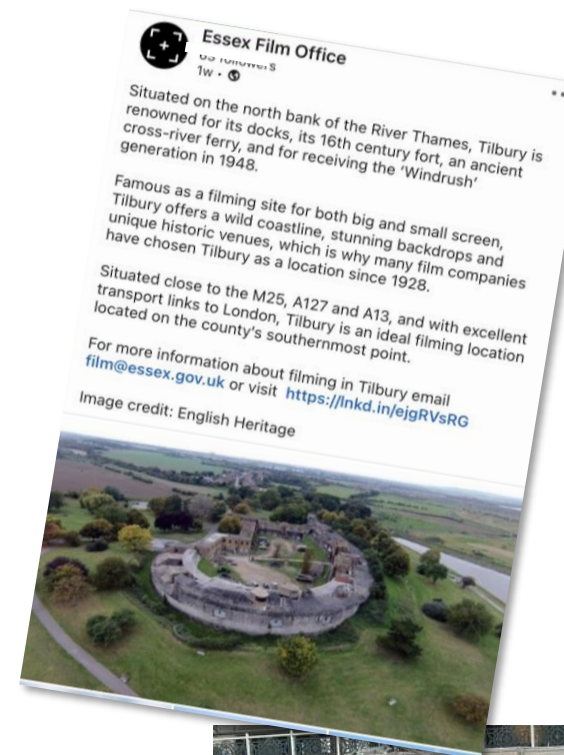 Essex Film Office
63 followers
1w •
Situated on the north bank of the River Thames, Tilbury is
renowned for its docks, its 16th century fort, an ancient
cross-river ferry, and for receiving the 'Windrush'
generation in 1948.
Famous as a filming site for both big and small screen,
Tilbury offers a wild coastline, stunning backdrops and
unique historic venues, which is why many film companies
have chosen Tilbury as a location since 1928.
Situated close to the M25, A127 and A13, and with excellent
transport links to London, Tilbury is an ideal filming location
located on the county's southernmost point.
For more information about filming in Tilbury email
film@essex.gov.uk or visit https://lnkd.in/ejgRVsRG
Image credit: English Heritage